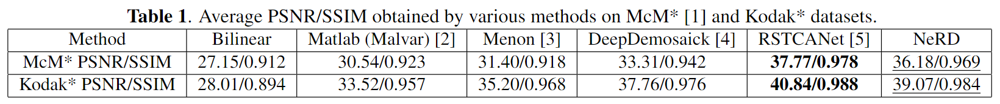 Table 1. Average PSNR/SSIM obtained by various methods on McM* [1] and Kodak* datasets.
Method Bilinear Matlab (Malvar) [2] Menon [3] DeepDemosaick [4] RSTCANet [5] NeRD
McM* PSNR/SSIM 27.15/0.912 30.54/0.923 31.40/0.918 33.31/0.942 37.77/0.978 36.18/0.969
Kodak* PSNR/SSIM 28.01/0.894 33.52/0.957 35.20/0.968 37.76/0.976 40.84/0.988 39.07/0.984